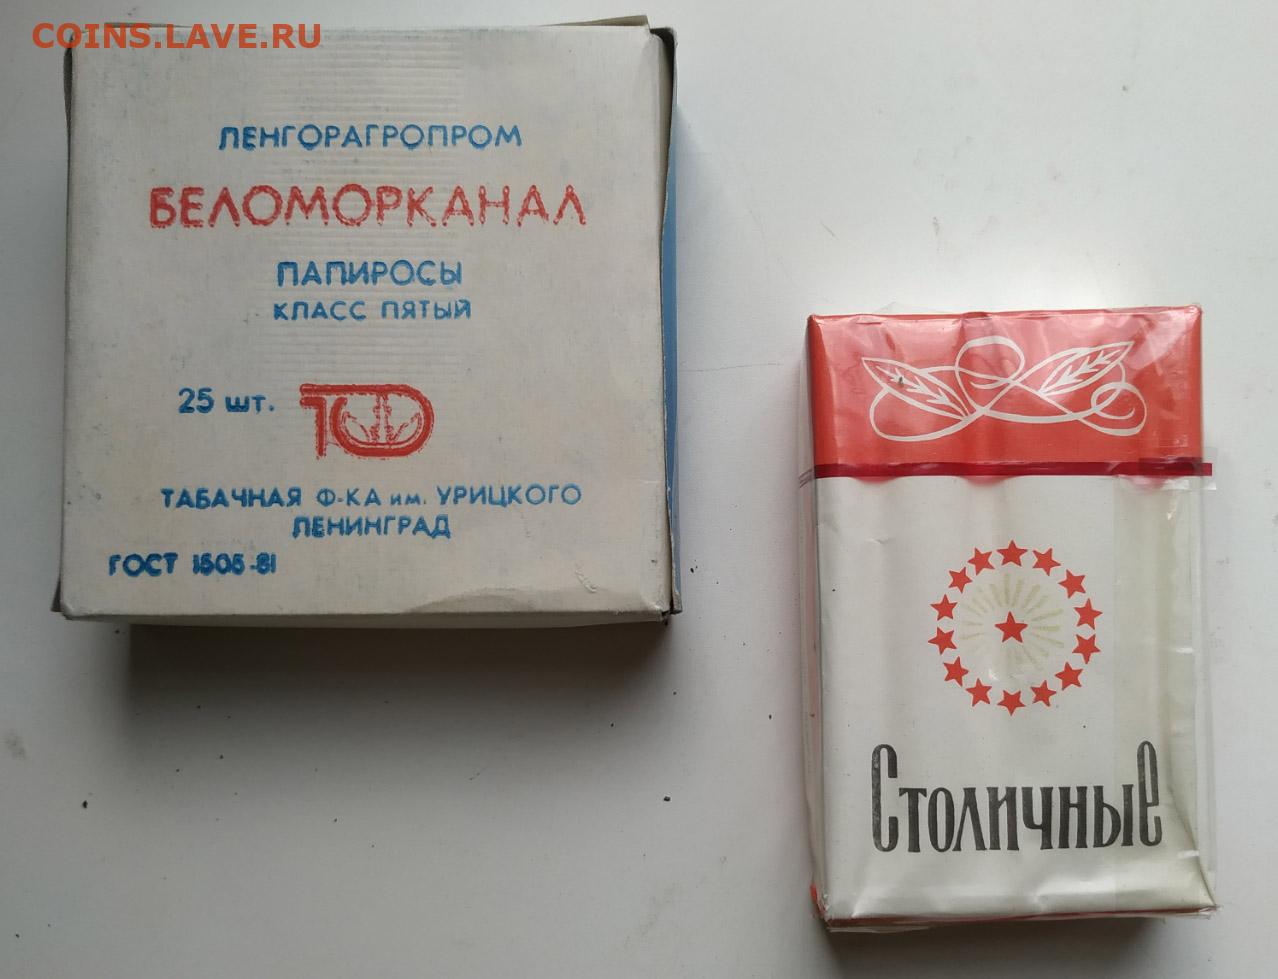 COINS.LAVE.RU
ЛЕНГОРАГРОПРОМ
БЕЛОМОРКАНАЛ
ПАПИРОСЫ
КЛАСС ПЯТЫЙ
25 шт.
ТАБАЧНАЯ Ф-КА им. УРИЦКОГО
ЛЕНИНГРАД
ГОСТ 1505-81
Столичные